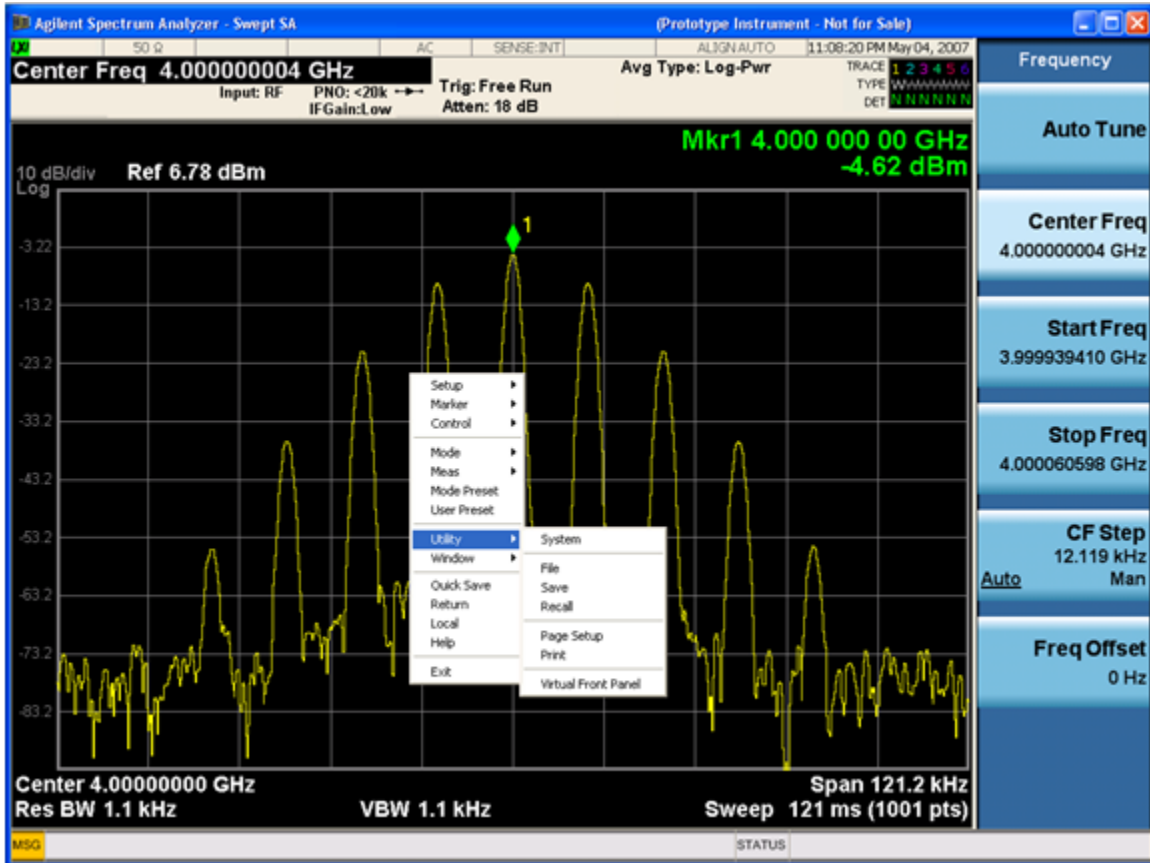 Agilent Spectrum Analyzer - Swept SA (Prototype Instrument - Not for Sale)
LXI 50 Ω AC SENSE:INT ALIGN AUTO 11:08:20 PM May 04, 2007
Center Freq 4.000000004 GHz
Input: RF PNO: <20k
IFGain:Low
Trig: Free Run
Atten: 18 dB
Avg Type: Log-Pwr
TRACE 1 2 3 4 5 6
TYPE
DET N N N N N N
Mkr1 4.000 000 00 GHz
-4.62 dBm
10 dB/div Ref 6.78 dBm
Log
1
-3.22
-13.2
-23.2
-33.2
-43.2
-53.2
-63.2
-73.2
-83.2
Setup
Marker
Control
Mode
Meas
Mode Preset
User Preset
Utility
Window
Quick Save
Return
Local
Help
Exit
System
File
Save
Recall
Page Setup
Print
Virtual Front Panel
Center 4.00000000 GHz Span 121.2 kHz
Res BW 1.1 kHz VBW 1.1 kHz Sweep 121 ms (1001 pts)
MSG STATUS
Frequency
Auto Tune
Center Freq
4.000000004 GHz
Start Freq
3.999939410 GHz
Stop Freq
4.000060598 GHz
CF Step
12.119 kHz
Auto Man
Freq Offset
0 Hz